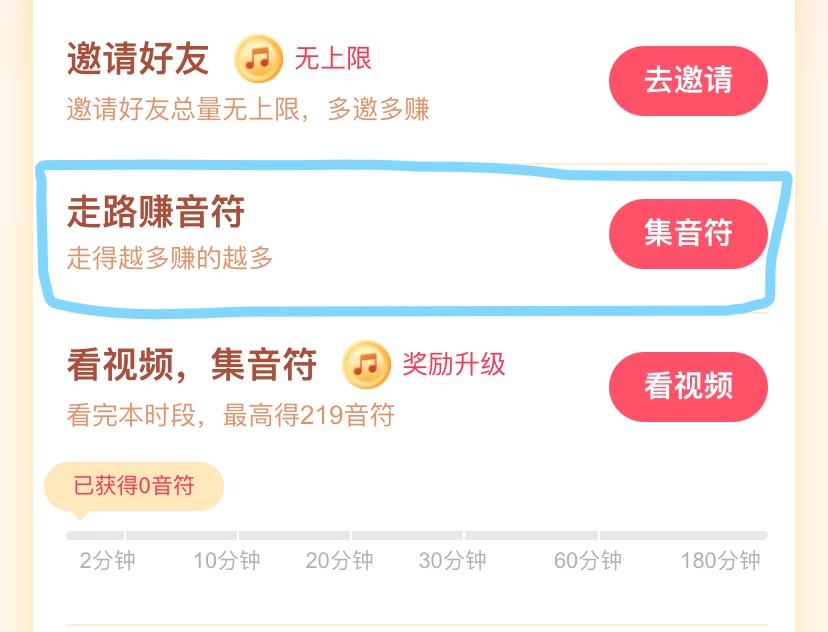 邀请好友 无上限
邀请好友总量无上限，多邀多赚
去邀请
走路赚音符
走得越多赚的越多
集音符
看视频，集音符 奖励升级
看完本时段，最高得219音符
看视频
已获得0音符
2分钟 10分钟 20分钟 30分钟 60分钟 180分钟